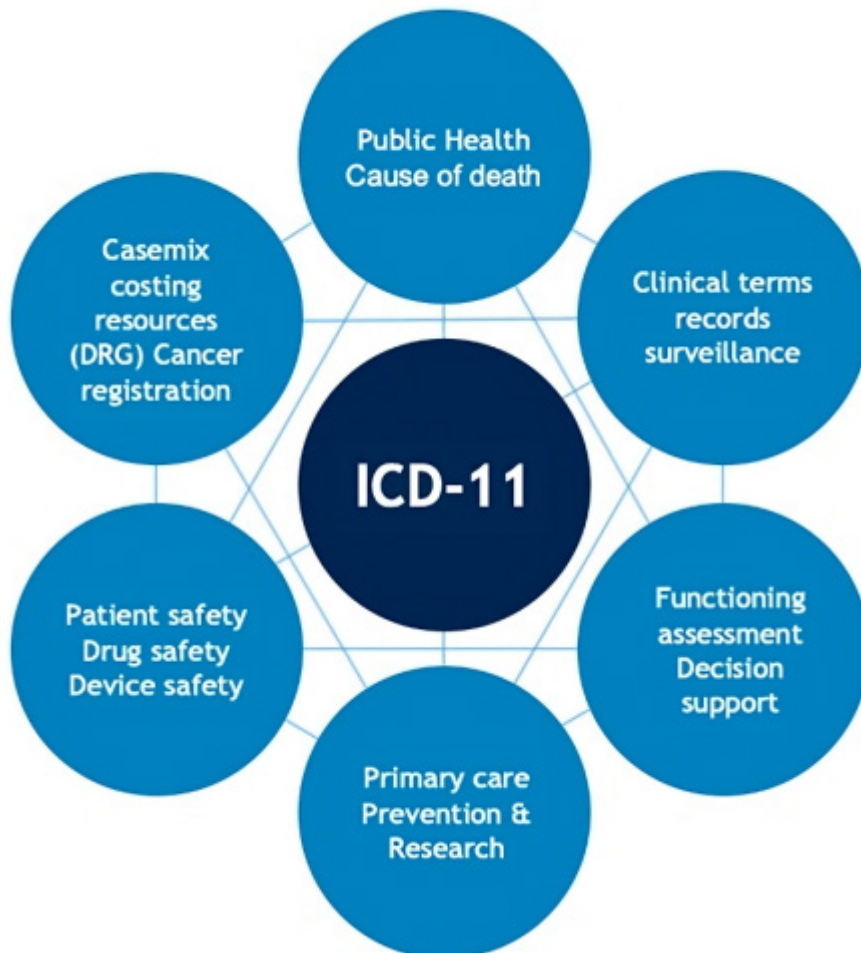 Public Health
Cause of death
Casemix
costing
resources
(DRG) Cancer
registration
Clinical terms
records
surveillance
ICD-11
Patient safety
Drug safety
Device safety
Functioning
assessment
Decision
support
Primary care
Prevention &
Research